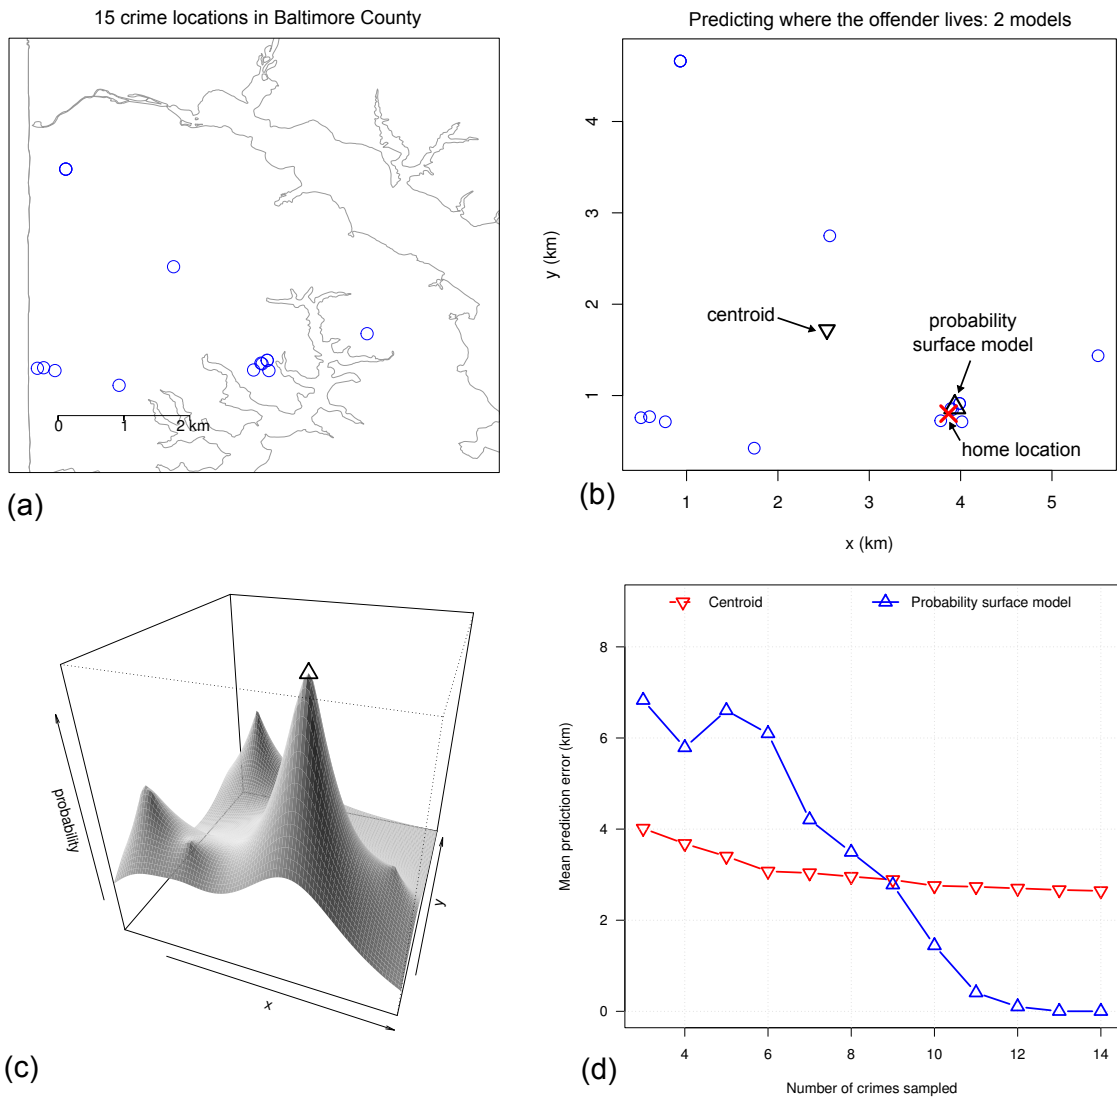 15 crime locations in Baltimore County
0
1
2 km
(a)
Predicting where the offender lives: 2 models
y (km)
4
3
2
1
centroid
probability
surface model
home location
1
2
3
4
5
x (km)
(b)
probability
x
y
(c)
Centroid
Probability surface model
Mean prediction error (km)
8
6
4
2
0
4
6
8
10
12
14
Number of crimes sampled
(d)